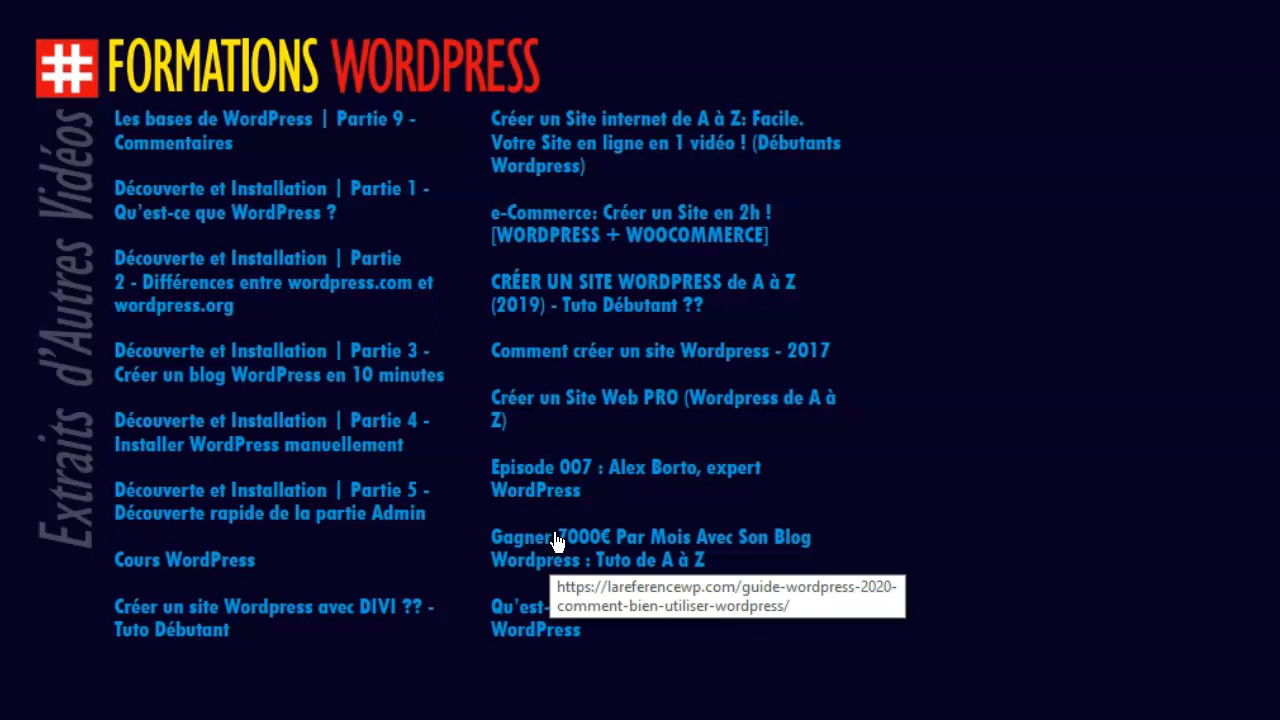 # FORMATIONS WORDPRESS
Extraits d'Autres Vidéos
Les bases de WordPress | Partie 9 -
Commentaires
Découverte et Installation | Partie 1 -
Qu'est-ce que WordPress ?
Découverte et Installation | Partie
2 - Différences entre wordpress.com et
wordpress.org
Découverte et Installation | Partie 3 -
Créer un blog WordPress en 10 minutes
Découverte et Installation | Partie 4 -
Installer WordPress manuellement
Découverte et Installation | Partie 5 -
Découverte rapide de la partie Admin
Cours WordPress
Créer un site Wordpress avec DIVI ?? -
Tuto Débutant
Créer un Site internet de A à Z: Facile.
Votre Site en ligne en 1 vidéo ! (Débutants
Wordpress)
e-Commerce: Créer un Site en 2h !
[WORDPRESS + WOOCOMMERCE]
CRÉER UN SITE WORDPRESS de A à Z
(2019) - Tuto Débutant ??
Comment créer un site Wordpress - 2017
Créer un Site Web PRO (Wordpress de A à
Z)
Episode 007 : Alex Borto, expert
WordPress
Gagner 7000€ Par Mois Avec Son Blog
Wordpress : Tuto de A à Z
https://lareferencewp.com/guide-wordpress-2020-
comment-bien-utiliser-wordpress/
Qu'est-
WordPress